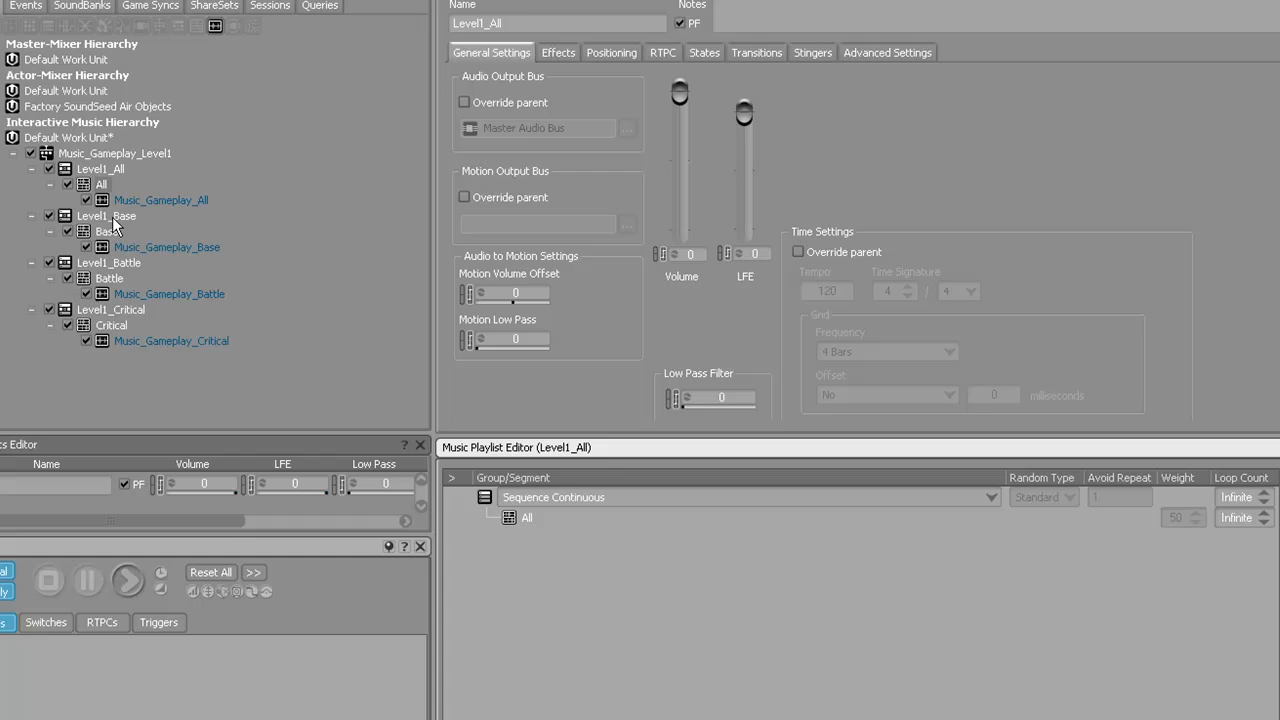 Events SoundBanks Game Syncs ShareSets Sessions Queries
Master-Mixer Hierarchy
Default Work Unit
Actor-Mixer Hierarchy
Default Work Unit
Factory SoundSeed Air Objects
Interactive Music Hierarchy
Default Work Unit*
Music_Gameplay_Level1
Level1_All
All
Music_Gameplay_All
Level1_Base
Base
Music_Gameplay_Base
Level1_Battle
Battle
Music_Gameplay_Battle
Level1_Critical
Critical
Music_Gameplay_Critical
Name Notes
Level1_All PF
General Settings Effects Positioning RTPC States Transitions Stingers Advanced Settings
Audio Output Bus
Override parent
Master Audio Bus ...
Motion Output Bus
Override parent
...
Audio to Motion Settings
Motion Volume Offset
0
Motion Low Pass
0
0 0
Volume LFE
Low Pass Filter
0
Time Settings
Override parent
Tempo Time Signature
120 4 / 4
Grid
Frequency
4 Bars
Offset
No 0 milliseconds
s Editor ?
Name Volume LFE Low Pass
PF 0 0 0
?
al
ly
Reset All >>
s Switches RTPCs Triggers
Music Playlist Editor (Level1_All)
> Group/Segment Random Type Avoid Repeat Weight Loop Count
Sequence Continuous Standard 1 Infinite
All 50 Infinite